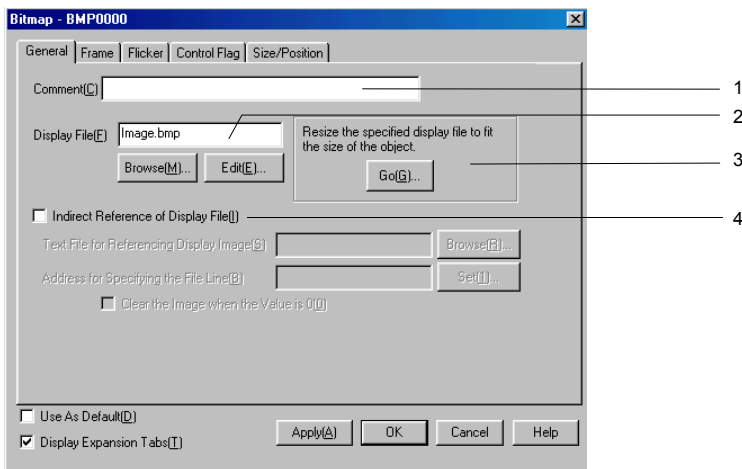 Bitmap - BMP0000
General Frame Flicker Control Flag Size/Position
Comment(C)
1
2
Display File(F) Image.bmp
Resize the specified display file to fit
the size of the object.
3
Browse(M)... Edit(E)... Go(G)...
Indirect Reference of Display File(I)
4
Text File for Referencing Display Image(S) Browse(R)...
Address for Specifying the File Line(B) Set(1)...
Clear the Image when the Value is 0(0)
Use As Default(D)
Display Expansion Tabs(T)
Apply(A) OK Cancel Help